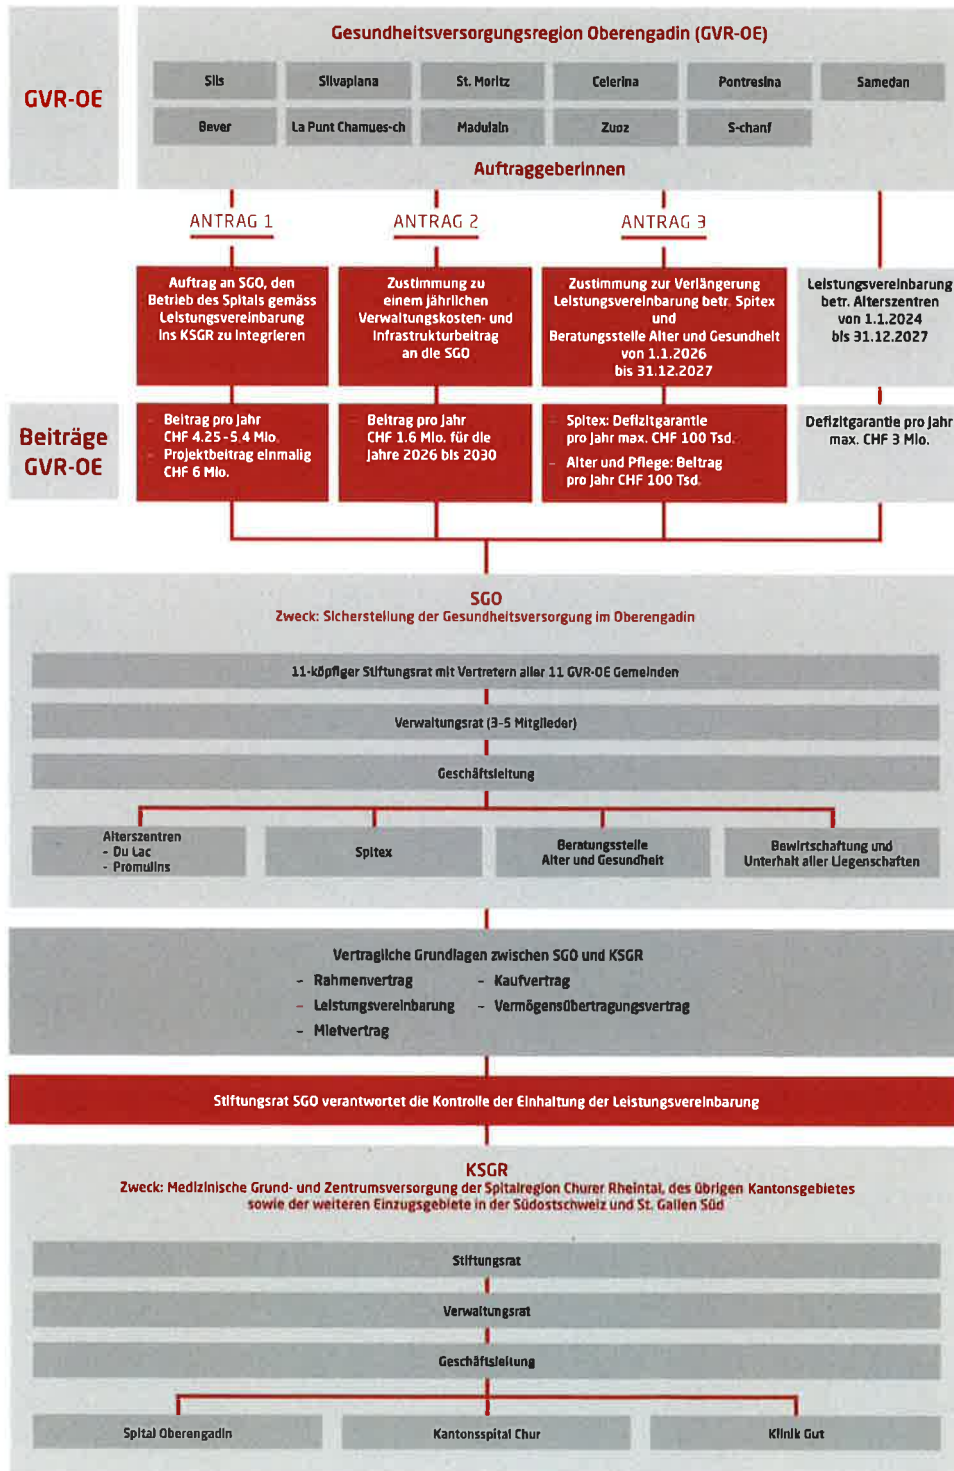 GVR-OE
Gesundheitsversorgungsregion Oberengadin (GVR-OE)
Sils
Silvaplana
St. Moritz
Celerina
Pontresina
Samedan
Bever
La Punt Chamues-ch
Madulain
Zuoz
S-chanf
Auftraggeberinnen
ANTRAG 1
ANTRAG 2
ANTRAG 3
Auftrag an SGO, den
Betrieb des Spitals gemäss
Leistungsvereinbarung
ins KSGR zu integrieren
Zustimmung zu
einem jährlichen
Verwaltungskosten- und
Infrastrukturbeitrag
an die SGO
Zustimmung zur Verlängerung
Leistungsvereinbarung betr. Spitex
und
Beratungsstelle Alter und Gesundheit
von 1.1.2026
bis 31.12.2027
Leistungsvereinbarung
betr. Alterszentren
von 1.1.2024
bis 31.12.2027
Beiträge
GVR-OE
- Beitrag pro Jahr
CHF 4.25-5.4 Mio.
- Projektbeitrag einmalig
CHF 6 Mio.
- Beitrag pro Jahr
CHF 1.6 Mio. für die
Jahre 2026 bis 2030
- Spitex: Defizitgarantie
pro Jahr max. CHF 100 Tsd.
- Alter und Pflege: Beitrag
pro Jahr CHF 100 Tsd.
Defizitgarantie pro Jahr
max. CHF 3 Mio.
SGO
Zweck: Sicherstellung der Gesundheitsversorgung im Oberengadin
11-köpfiger Stiftungsrat mit Vertretern aller 11 GVR-OE Gemeinden
Verwaltungsrat (3-5 Mitglieder)
Geschäftsleitung
Alterszentren
- Du Lac
- Promulins
Spitex
Beratungsstelle
Alter und Gesundheit
Bewirtschaftung und
Unterhalt aller Liegenschaften
Vertragliche Grundlagen zwischen SGO und KSGR
- Rahmenvertrag
- Kaufvertrag
- Leistungsvereinbarung
- Vermögensübertragungsvertrag
- Mietvertrag
Stiftungsrat SGO verantwortet die Kontrolle der Einhaltung der Leistungsvereinbarung
KSGR
Zweck: Medizinische Grund- und Zentrumsversorgung der Spitalregion Churer Rheintal, des übrigen Kantonsgebietes
sowie der weiteren Einzugsgebiete in der Südostschweiz und St. Gallen Süd
Stiftungsrat
Verwaltungsrat
Geschäftsleitung
Spital Oberengadin
Kantonsspital Chur
Klinik Gut